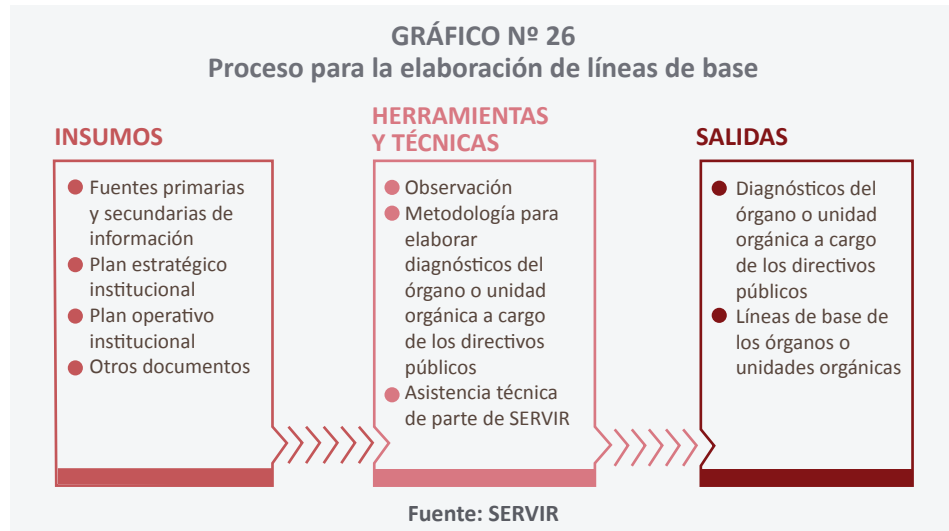 GRÁFICO Nº 26
Proceso para la elaboración de líneas de base
INSUMOS
Fuentes primarias
y secundarias de
información
Plan estratégico
institucional
Plan operativo
institucional
Otros documentos
HERRAMIENTAS
Y TÉCNICAS
Observación
Metodología para
elaborar
diagnósticos del
órgano o unidad
orgánica a cargo
de los directivos
públicos
Asistencia técnica
de parte de SERVIR
SALIDAS
Diagnósticos del
órgano o unidad
orgánica a cargo
de los directivos
públicos
Líneas de base de
los órganos o
unidades orgánicas
Fuente: SERVIR